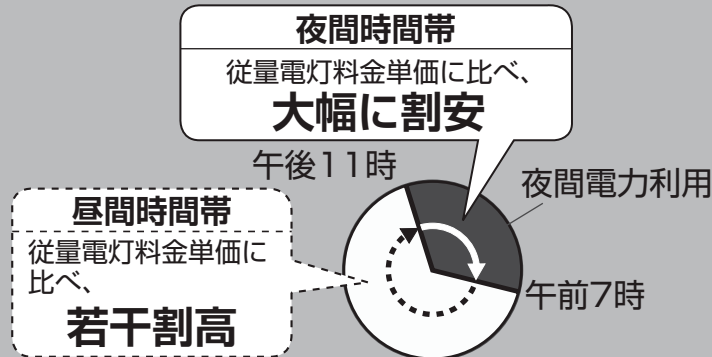 夜間時間帯
従量電灯料金単価に比べ、
大幅に割安
午後11時
夜間電力利用
昼間時間帯
従量電灯料金単価に
比べ、
若干割高
午前7時